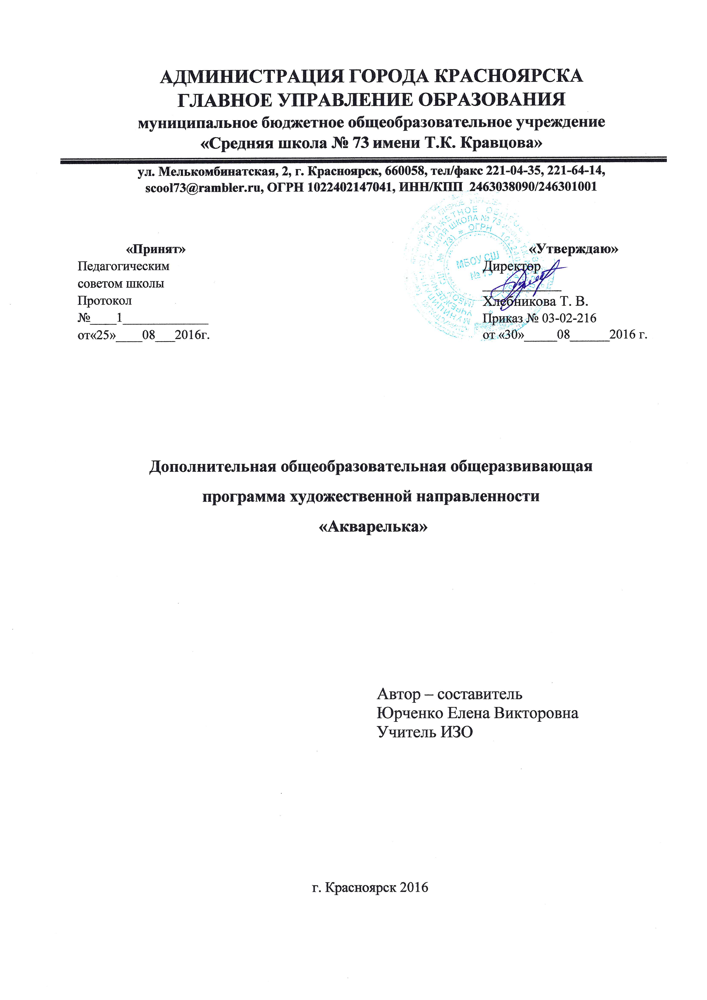 АДМИНИСТРАЦИЯ ГОРОДА КРАСНОЯРСКА
ГЛАВНОЕ УПРАВЛЕНИЕ ОБРАЗОВАНИЯ
муниципальное бюджетное общеобразовательное учреждение
«Средняя школа № 73 имени Т.К. Кравцова»
ул. Мелькомбинатская, 2, г. Красноярск, 660058, тел/факс 221-04-35, 221-64-14,
scool73@rambler.ru, ОГРН 1022402147041, ИНН/КПП 2463038090/246301001
«Принят»
Педагогическим
советом школы
Протокол
№____1_____________
от«25»____08___2016г.
МБОУ СШ
№ 73
«Утверждаю»
Директор
____________
Хлебникова Т. В.
Приказ № 03-02-216
от «30»_____08______2016 г.
Дополнительная общеобразовательная общеразвивающая
программа художественной направленности
«Акварелька»
Автор – составитель
Юрченко Елена Викторовна
Учитель ИЗО
г. Красноярск 2016